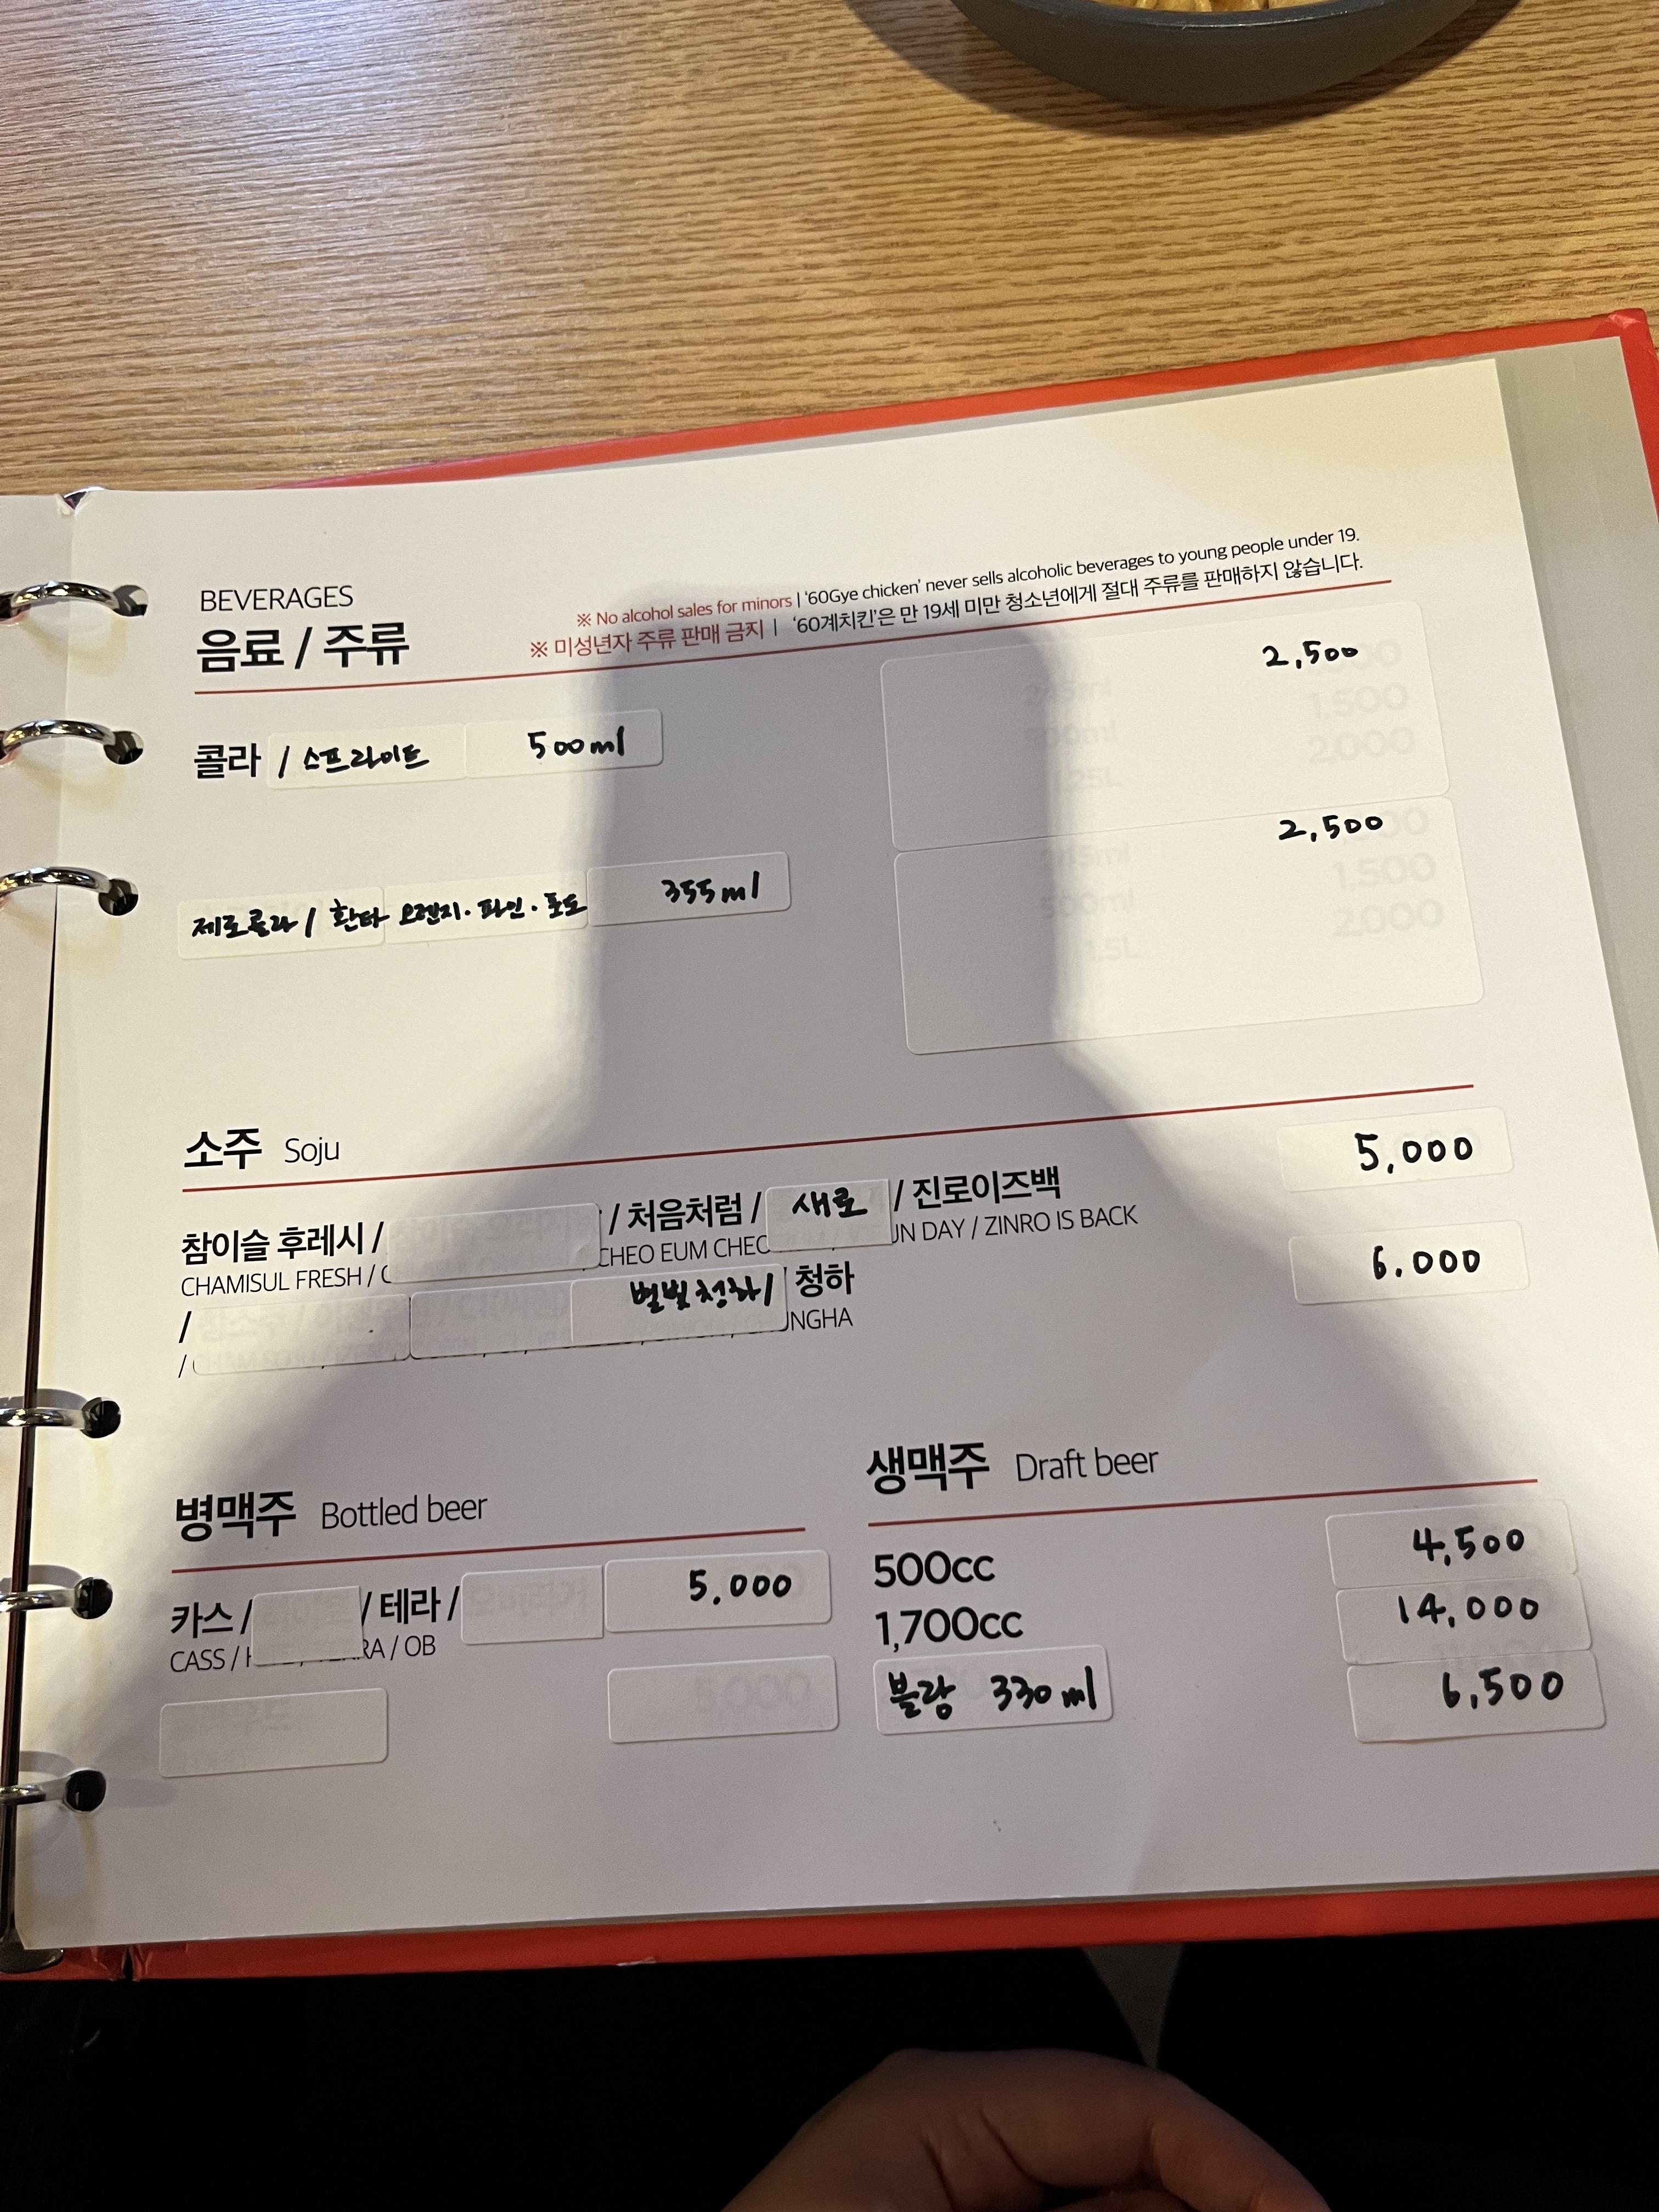 BEVERAGES
음료 / 주류
※ No alcohol sales for minors | '60Gye chicken' never sells alcoholic beverages to young people under 19.
※ 미성년자 주류 판매 금지 | '60계치킨'은 만 19세 미만 청소년에게 절대 주류를 판매하지 않습니다.
콜라 / 스프라이트 500ml 2,500
제로콜라 / 환타 오렌지·파인·포도 355ml 2,500
소주 Soju
참이슬 후레시 / / 처음처럼 / 새로 / 진로이즈백 5,000
CHAMISUL FRESH / CHEO EUM / ZINRO IS BACK
/ 별빛청하 / 청하 6.000
/
병맥주 Bottled beer
카스 / / 테라 / 5.000
CASS / / OB
생맥주 Draft beer
500cc 4,500
1,700cc 14,000
블랑 330ml 6,500